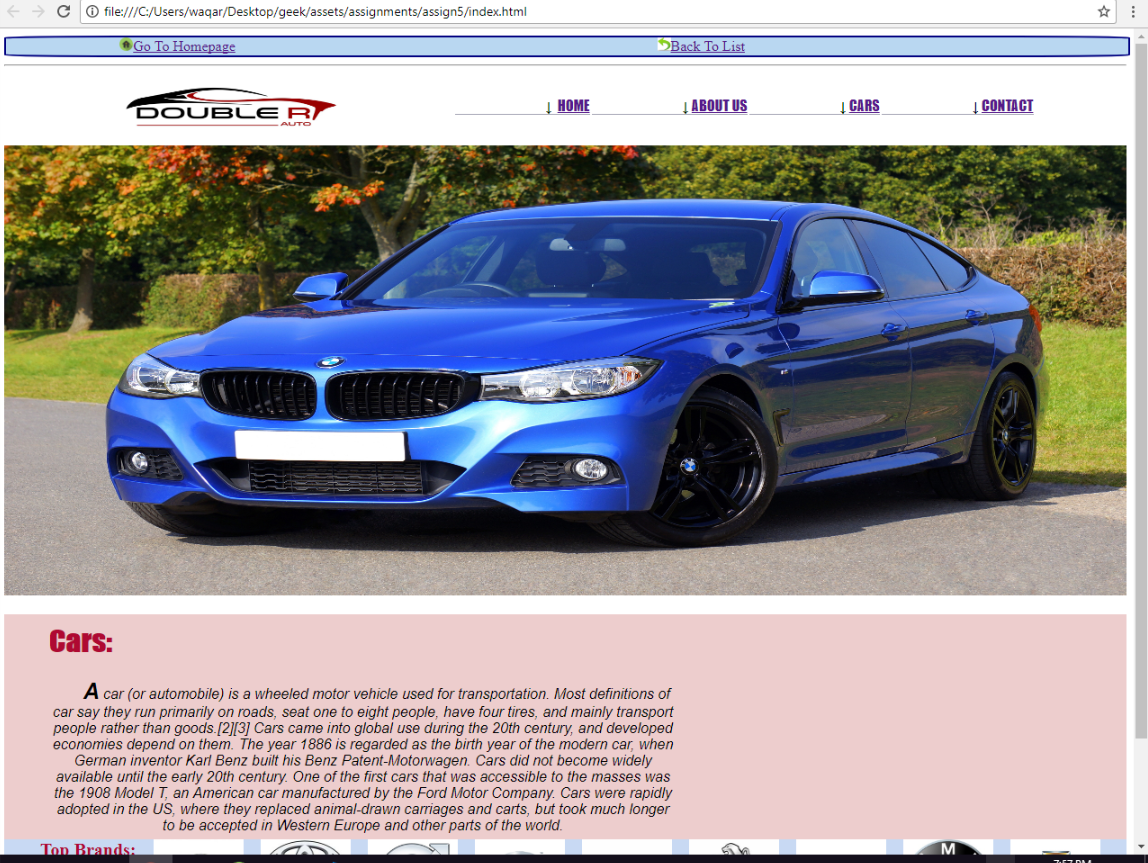 file:///C:/Users/waqar/Desktop/geek/assets/assignments/assign5/index.html
Go To Homepage
Back To List
DOUBLE R
AUTO
↓ HOME
↓ ABOUT US
↓ CARS
↓ CONTACT
Cars:
A car (or automobile) is a wheeled motor vehicle used for transportation. Most definitions of
car say they run primarily on roads, seat one to eight people, have four tires, and mainly transport
people rather than goods.[2][3] Cars came into global use during the 20th century, and developed
economies depend on them. The year 1886 is regarded as the birth year of the modern car, when
German inventor Karl Benz built his Benz Patent-Motorwagen. Cars did not become widely
available until the early 20th century. One of the first cars that was accessible to the masses was
the 1908 Model T, an American car manufactured by the Ford Motor Company. Cars were rapidly
adopted in the US, where they replaced animal-drawn carriages and carts, but took much longer
to be accepted in Western Europe and other parts of the world.
Top Brands:
M
7:57 PM